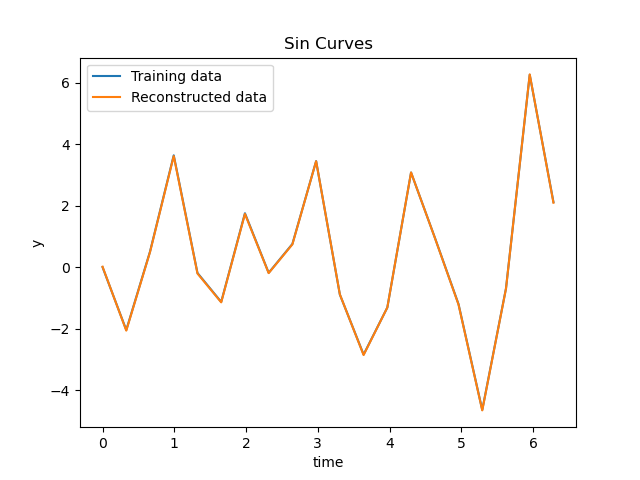 Sin Curves
Training data
Reconstructed data
6
4
2
0
−2
−4
y
0 1 2 3 4 5 6
time